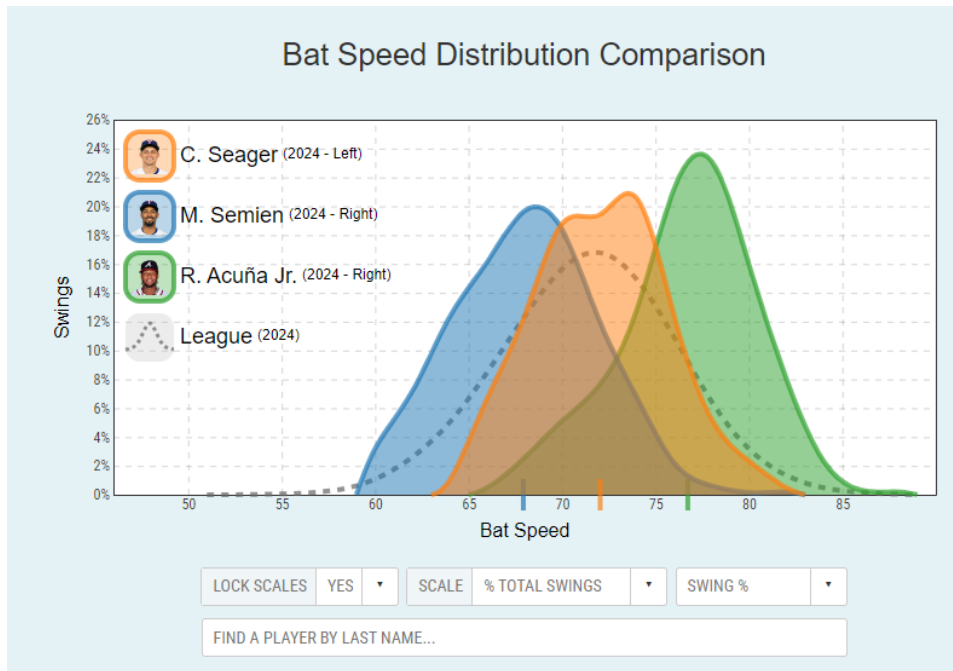 Bat Speed Distribution Comparison
26%
24%
22%
20%
18%
16%
14%
12%
10%
8%
6%
4%
2%
0%
Swings
C. Seager (2024 - Left)
M. Semien (2024 - Right)
R. Acuña Jr. (2024 - Right)
League (2024)
50 55 60 65 70 75 80 85
Bat Speed
LOCK SCALES YES SCALE % TOTAL SWINGS SWING %
FIND A PLAYER BY LAST NAME...